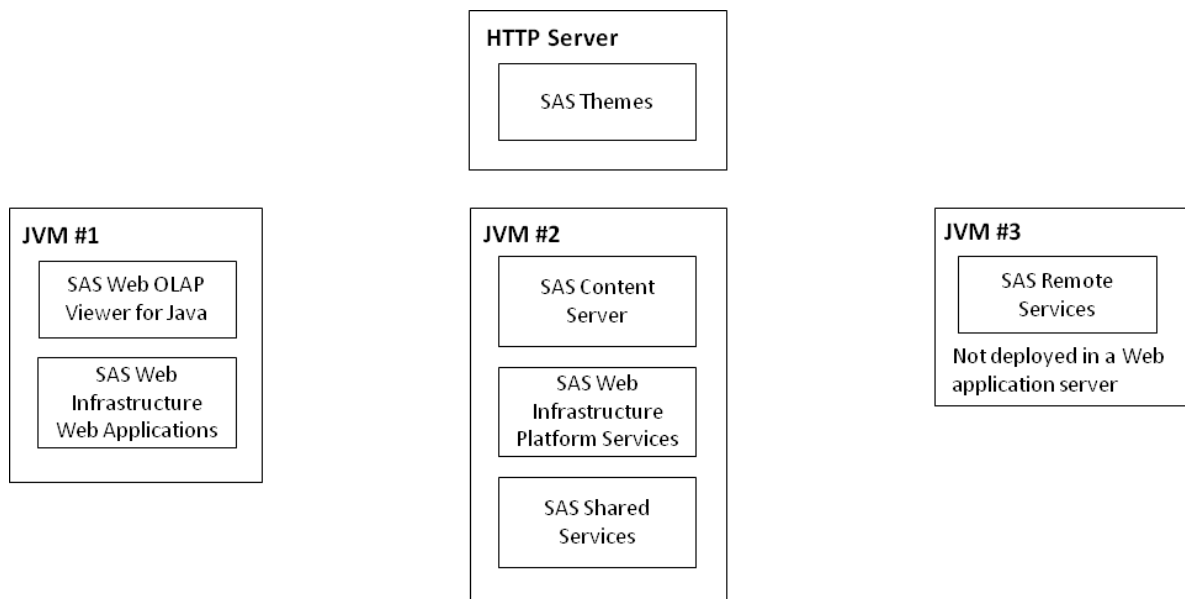 HTTP Server
SAS Themes
JVM #1
SAS Web OLAP
Viewer for Java
SAS Web
Infrastructure
Web Applications
JVM #2
SAS Content
Server
SAS Web
Infrastructure
Platform Services
SAS Shared
Services
JVM #3
SAS Remote
Services
Not deployed in a Web
application server